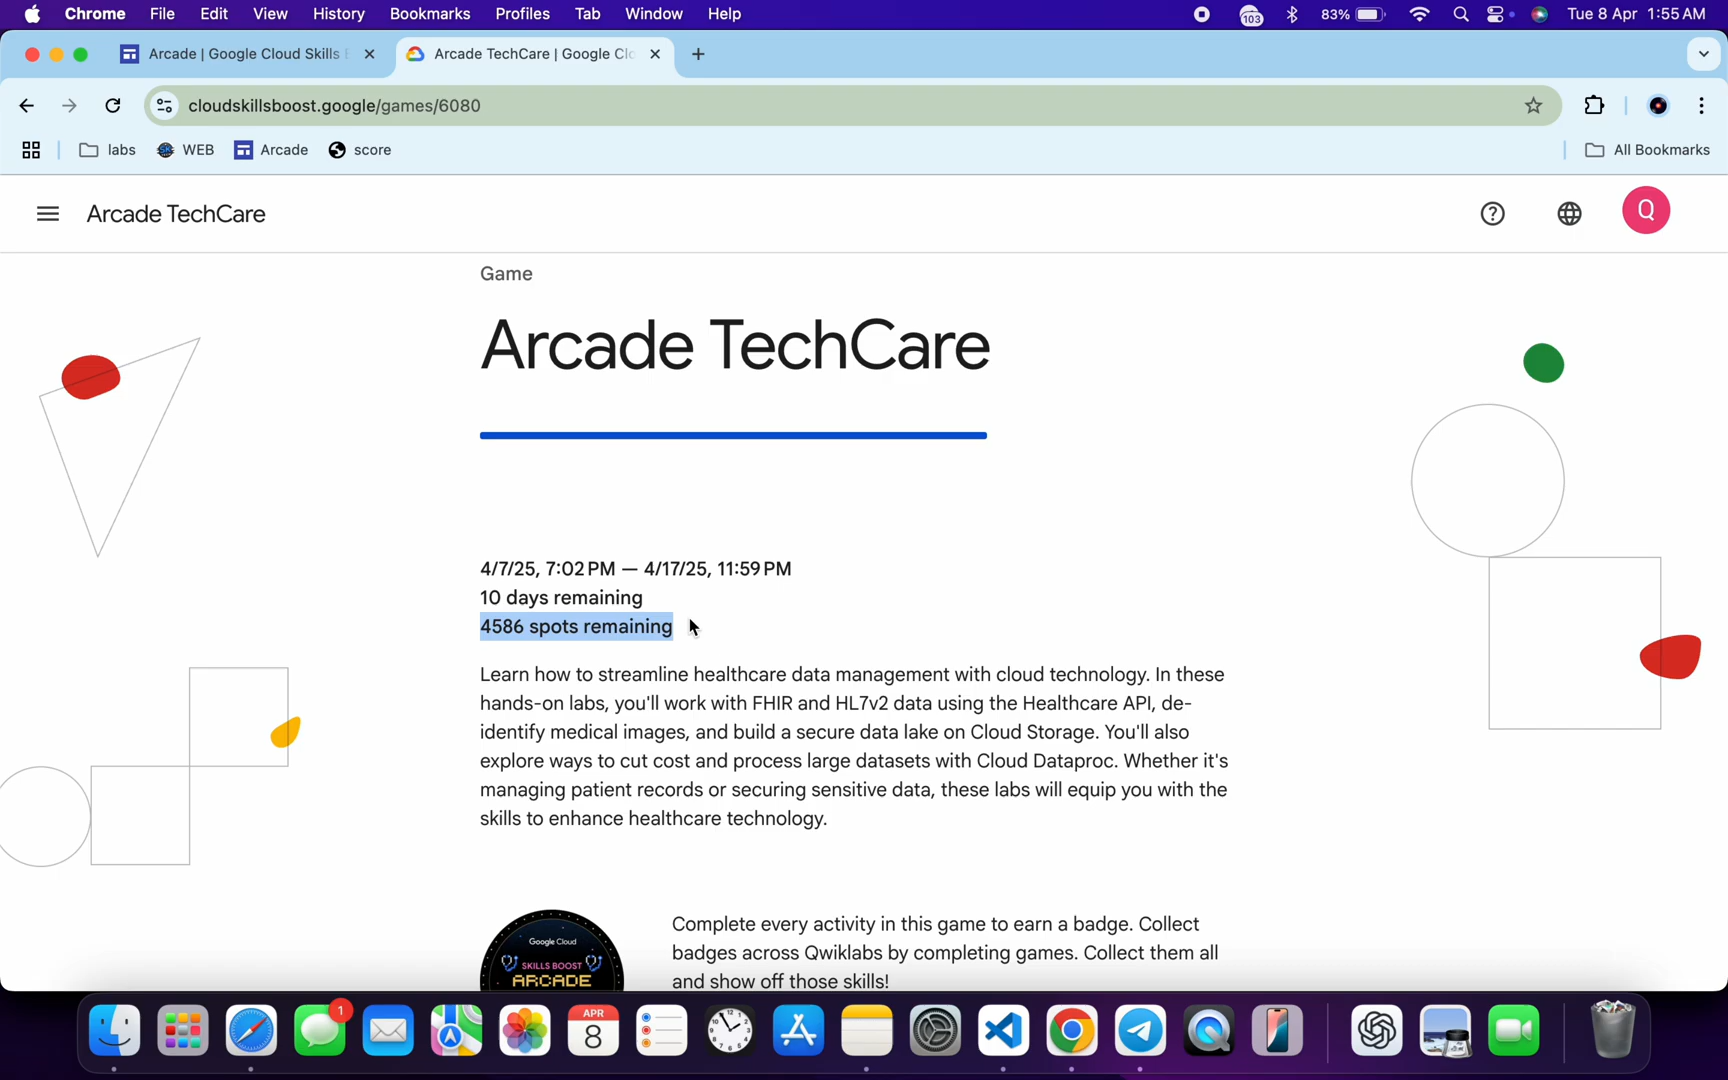 Chrome File Edit View History Bookmarks Profiles Tab Window Help 103 83% Tue 8 Apr 1:55 AM
Arcade | Google Cloud Skills Arcade TechCare | Google Clo
cloudskillsboost.google/games/6080
labs WEB Arcade score All Bookmarks
Arcade TechCare Q
Game
Arcade TechCare
4/7/25, 7:02 PM — 4/17/25, 11:59 PM
10 days remaining
4586 spots remaining
Learn how to streamline healthcare data management with cloud technology. In these
hands-on labs, you'll work with FHIR and HL7v2 data using the Healthcare API, de-
identify medical images, and build a secure data lake on Cloud Storage. You'll also
explore ways to cut cost and process large datasets with Cloud Dataproc. Whether it's
managing patient records or securing sensitive data, these labs will equip you with the
skills to enhance healthcare technology.
Google Cloud
SKILLS BOOST
ARCADE
Complete every activity in this game to earn a badge. Collect
badges across Qwiklabs by completing games. Collect them all
and show off those skills!
1
APR
8